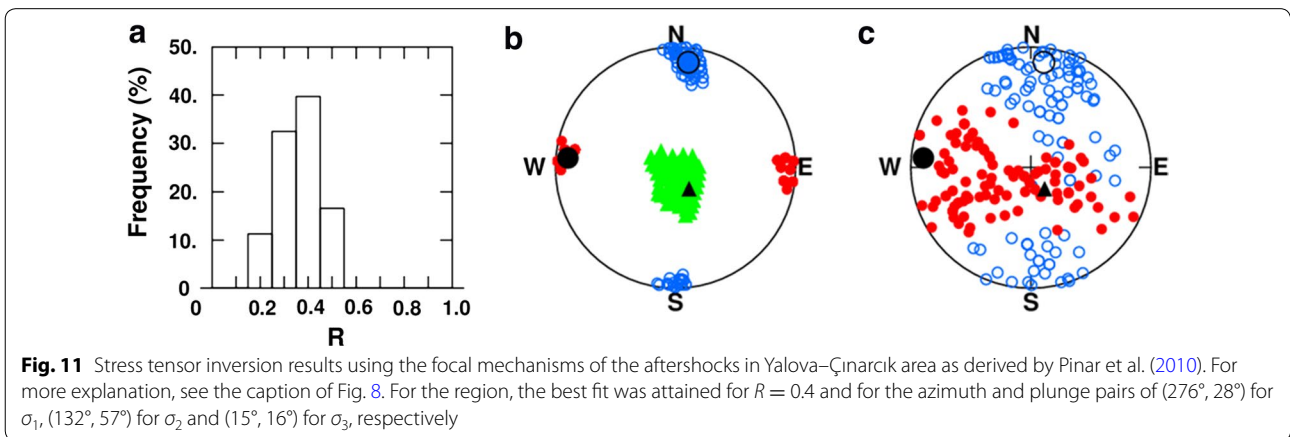 a
b
c
50.
40.
30.
20.
10.
0
Frequency (%)
0 0.2 0.4 0.6 0.8 1.0
R
N
W E
S
N
W E
S
Fig. 11 Stress tensor inversion results using the focal mechanisms of the aftershocks in Yalova–Çınarcık area as derived by Pinar et al. (2010). For
more explanation, see the caption of Fig. 8. For the region, the best fit was attained for R = 0.4 and for the azimuth and plunge pairs of (276°, 28°) for
σ1, (132°, 57°) for σ2 and (15°, 16°) for σ3, respectively